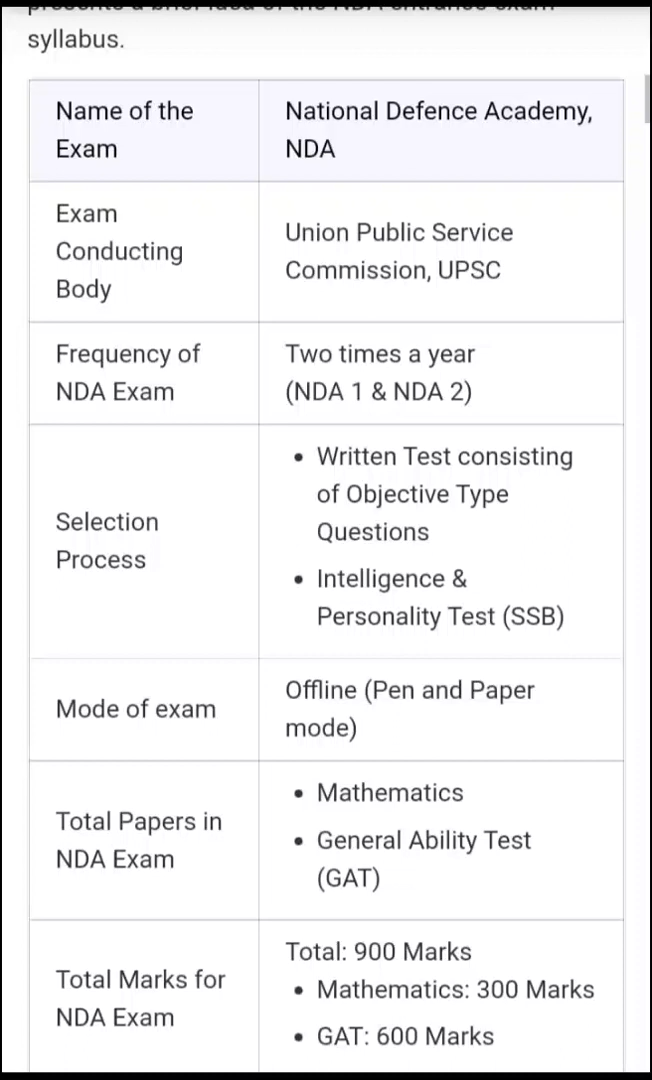 syllabus.
Name of the
Exam
National Defence Academy,
NDA
Exam
Conducting
Body
Union Public Service
Commission, UPSC
Frequency of
NDA Exam
Two times a year
(NDA 1 & NDA 2)
Selection
Process
• Written Test consisting
of Objective Type
Questions
• Intelligence &
Personality Test (SSB)
Mode of exam
Offline (Pen and Paper
mode)
Total Papers in
NDA Exam
• Mathematics
• General Ability Test
(GAT)
Total Marks for
NDA Exam
Total: 900 Marks
• Mathematics: 300 Marks
• GAT: 600 Marks